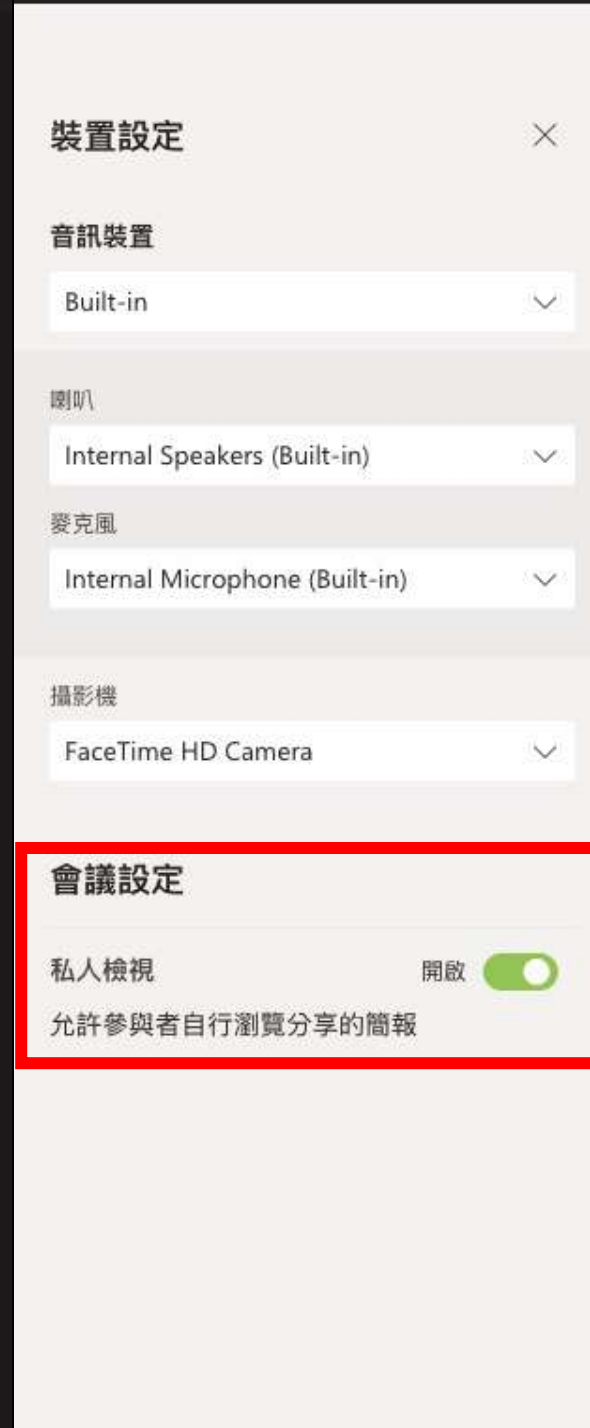 裝置設定
音訊裝置
Built-in
喇叭
Internal Speakers (Built-in)
麥克風
Internal Microphone (Built-in)
攝影機
FaceTime HD Camera
會議設定
私人檢視 開啟
允許參與者自行瀏覽分享的簡報